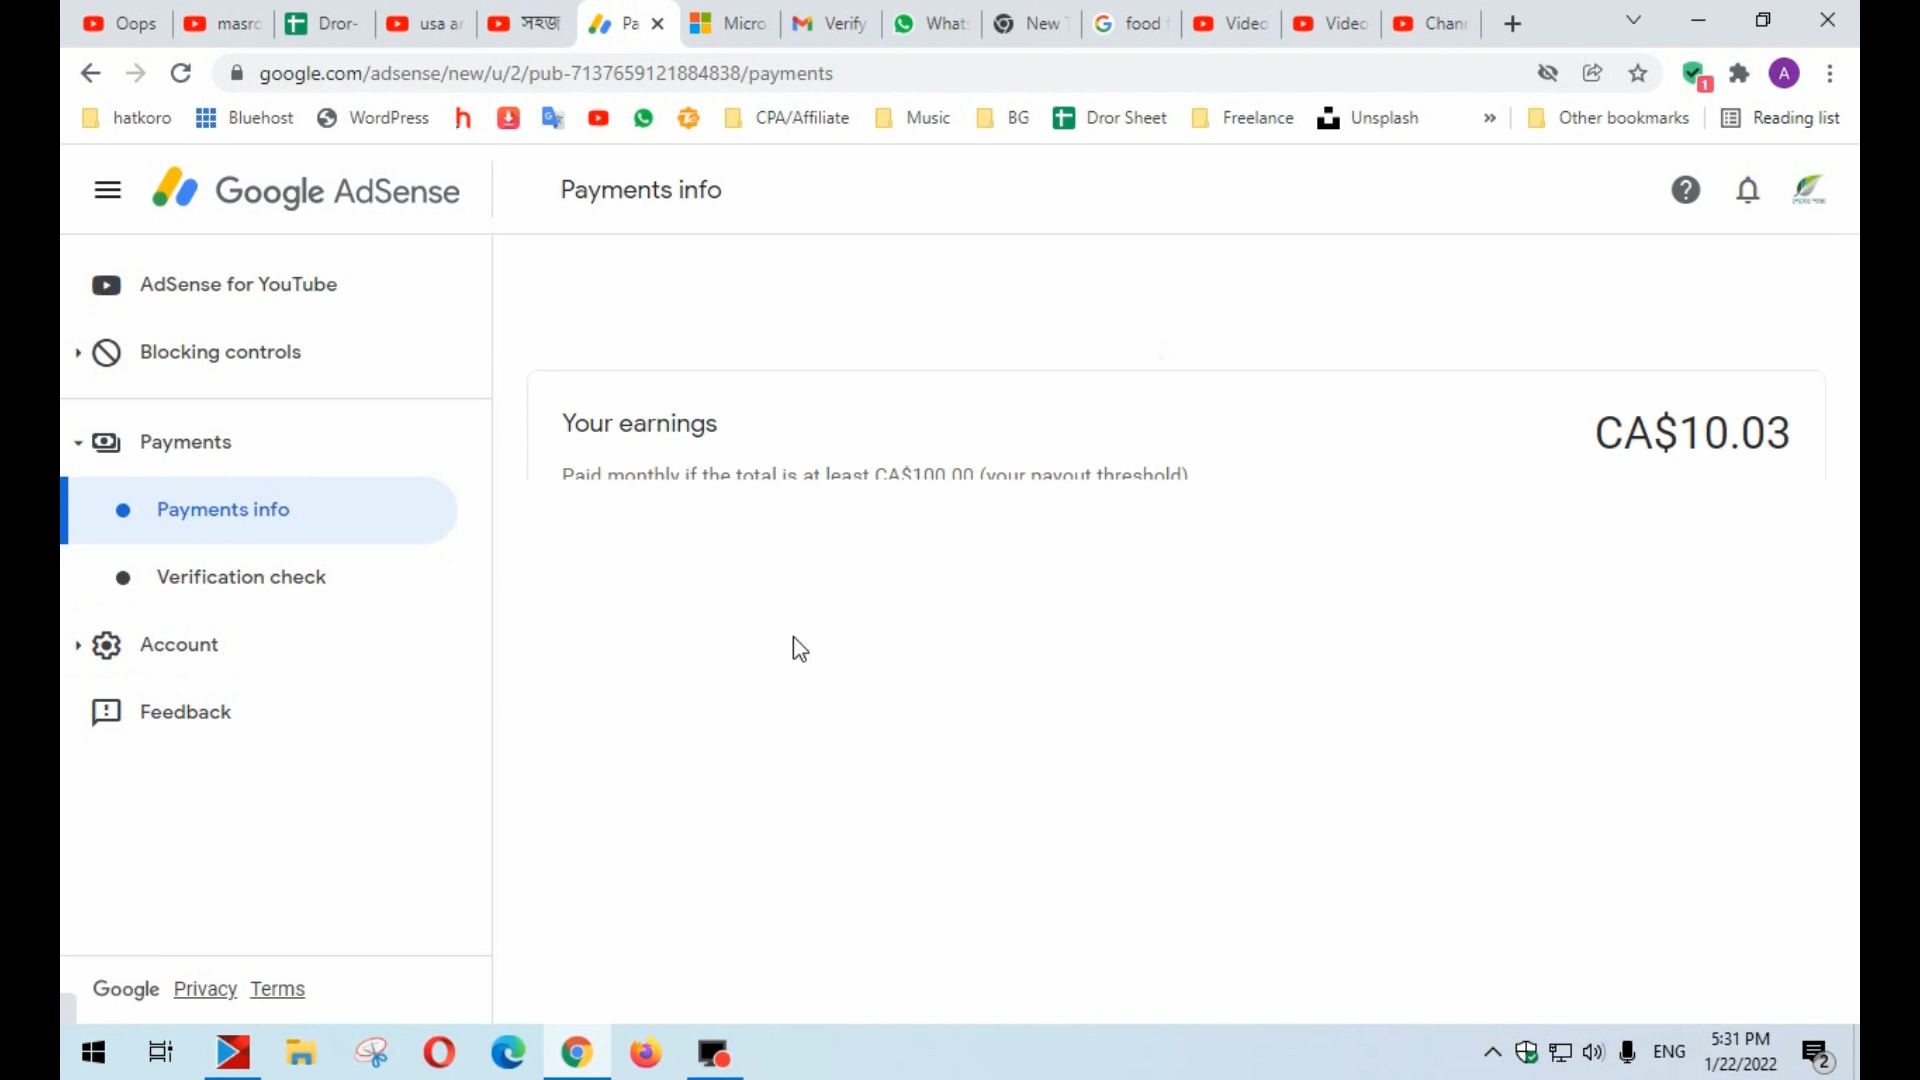 Oops masro Dror- usa ar সহজ Pa Micro Verify What New T food Video Video Chann
google.com/adsense/new/u/2/pub-7137659121884838/payments
A
1
hatkoro Bluehost WordPress CPA/Affiliate Music BG Dror Sheet Freelance Unsplash » Other bookmarks Reading list
Google AdSense
Payments info
AdSense for YouTube
Blocking controls
Payments
Payments info
Verification check
Account
Feedback
Your earnings
CA$10.03
Paid monthly if the total is at least CA$100.00 (your payout threshold)
Google Privacy Terms
ENG
5:31 PM
1/22/2022
2